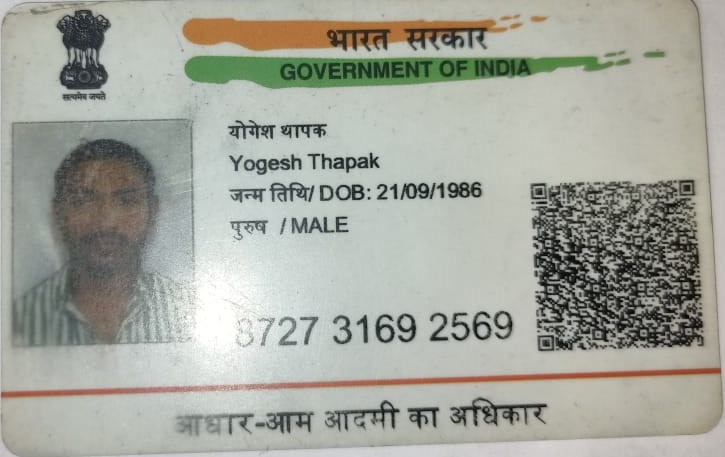 भारत सरकार
GOVERNMENT OF INDIA
सत्यमेव जयते
योगेश थापक
Yogesh Thapak
जन्म तिथि/ DOB: 21/09/1986
पुरुष / MALE
8727 3169 2569
आधार-आम आदमी का अधिकार